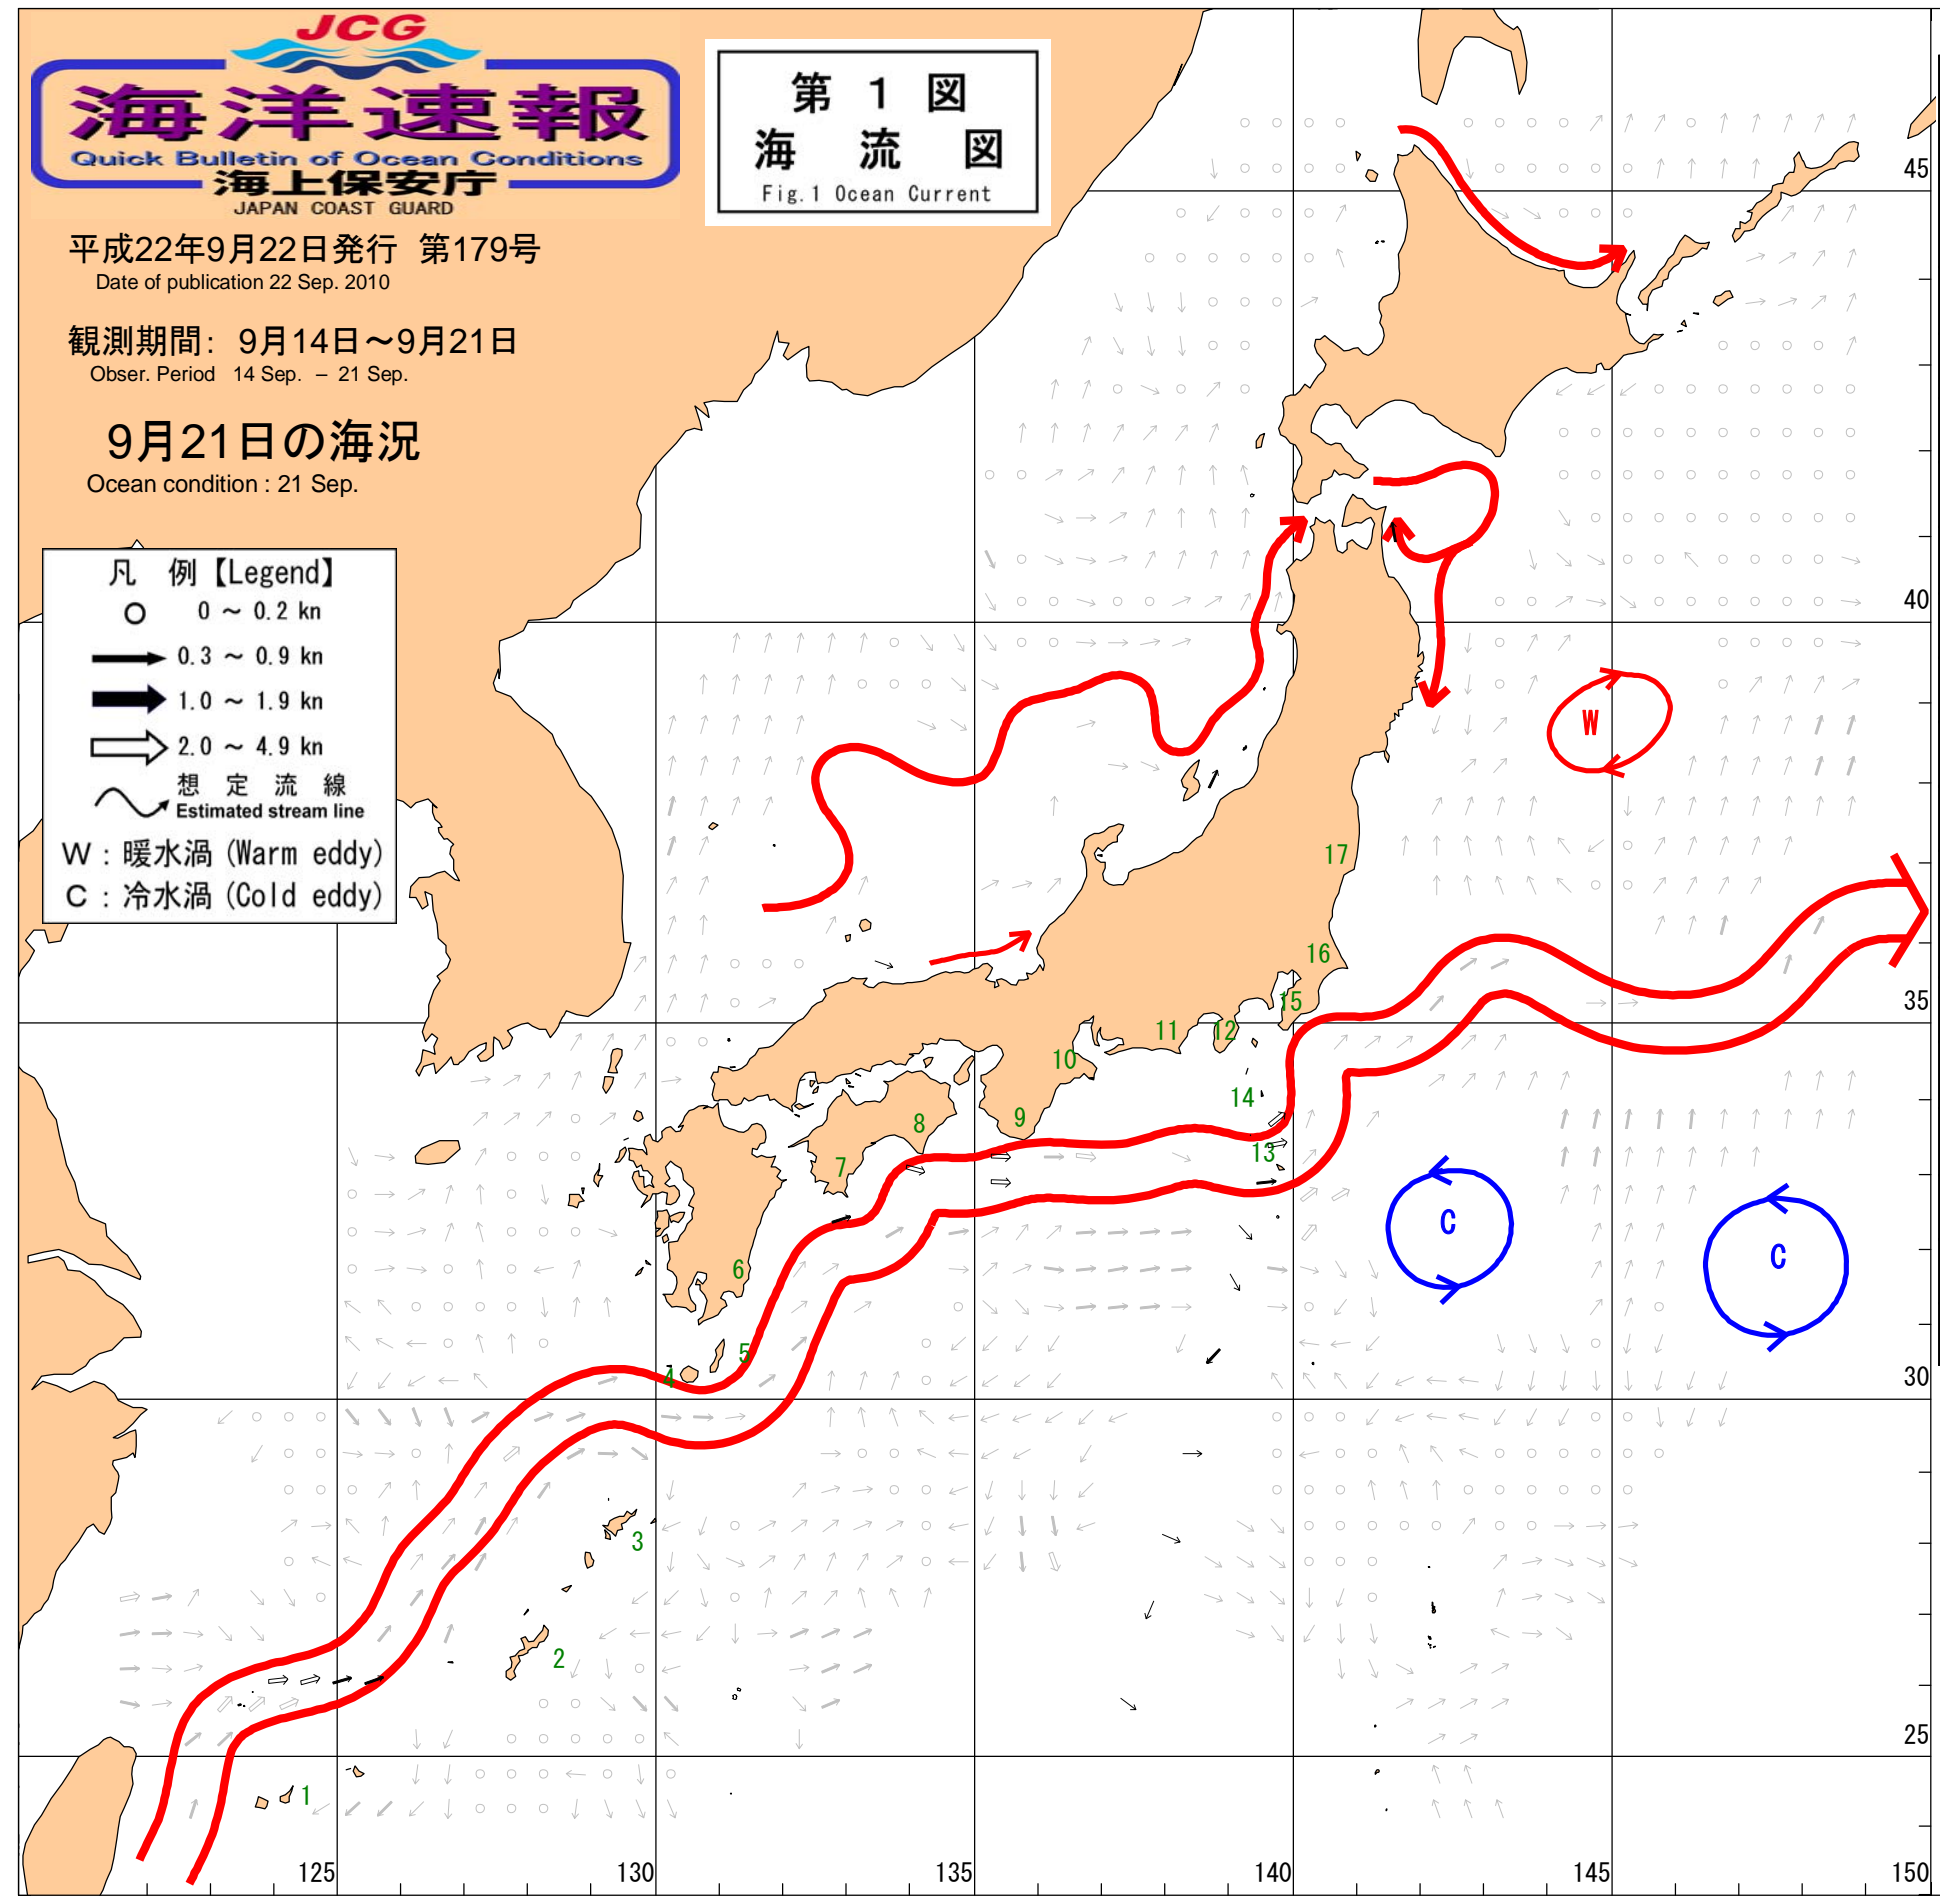 JCG
海洋速報
Quick Bulletin of Ocean Conditions
海上保安庁
JAPAN COAST GUARD
平成22年9月22日発行 第179号
Date of publication 22 Sep. 2010
観測期間: 9月14日～9月21日
Obser. Period 14 Sep. – 21 Sep.
9月21日の海況
Ocean condition : 21 Sep.
第 1 図
海 流 図
Fig.1 Ocean Current
凡 例【Legend】
0 ～ 0.2 kn
0.3 ～ 0.9 kn
1.0 ～ 1.9 kn
2.0 ～ 4.9 kn
想 定 流 線
Estimated stream line
W : 暖水渦 (Warm eddy)
C : 冷水渦 (Cold eddy)
45
40
W
17
16
35
15
12
11
10
14
9
8
13
7
C
C
6
5
4
30
3
2
25
1
125
130
135
140
145
150